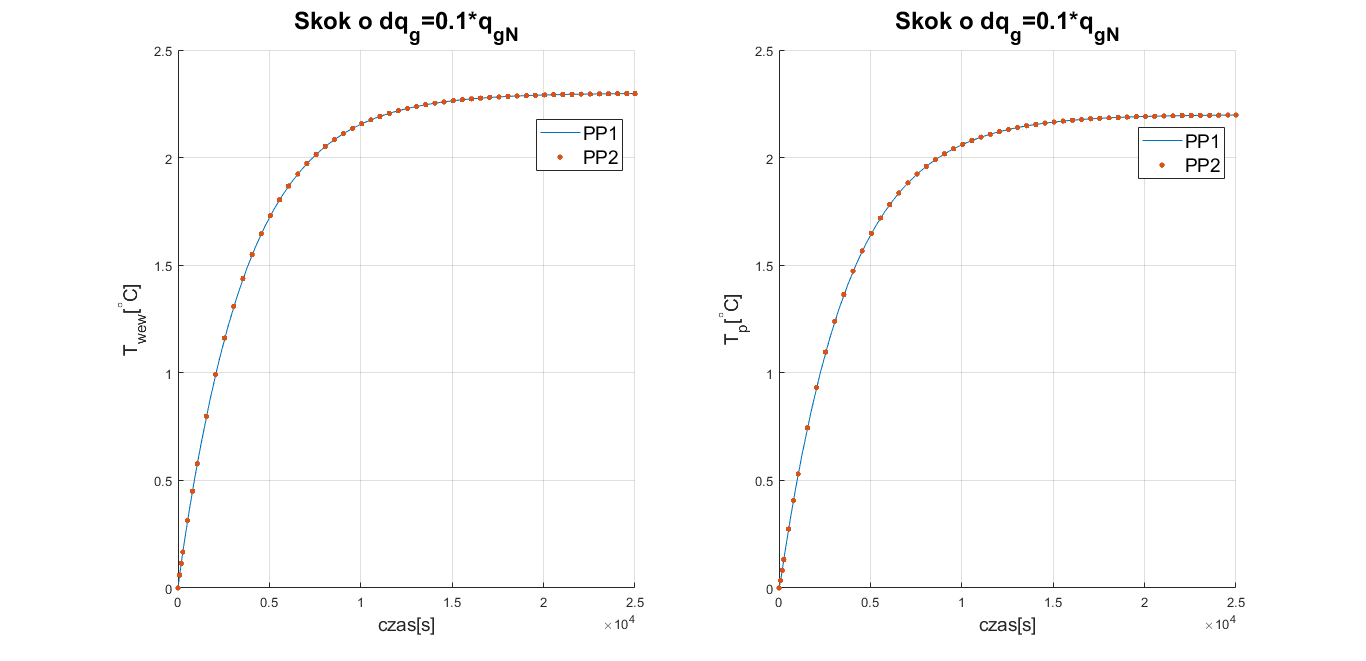 Skok o dq_g=0.1*q_gN
2.5
2
1.5
1
0.5
0
T_wew[°C]
PP1
PP2
0 0.5 1 1.5 2 2.5
czas[s]
×10^4
Skok o dq_g=0.1*q_gN
2.5
2
1.5
1
0.5
0
T_p[°C]
PP1
PP2
0 0.5 1 1.5 2 2.5
czas[s]
×10^4